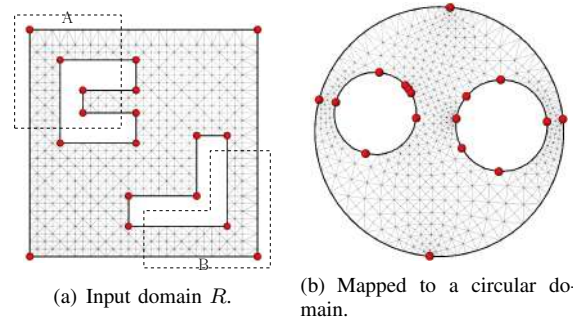 A
B
(a) Input domain R.
(b) Mapped to a circular do-
main.